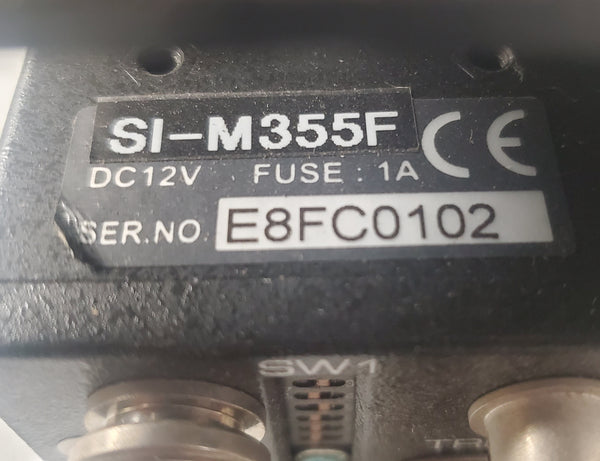 SI-M355F CE
DC12V FUSE : 1A
SER.NO. E8FC0102
SW1